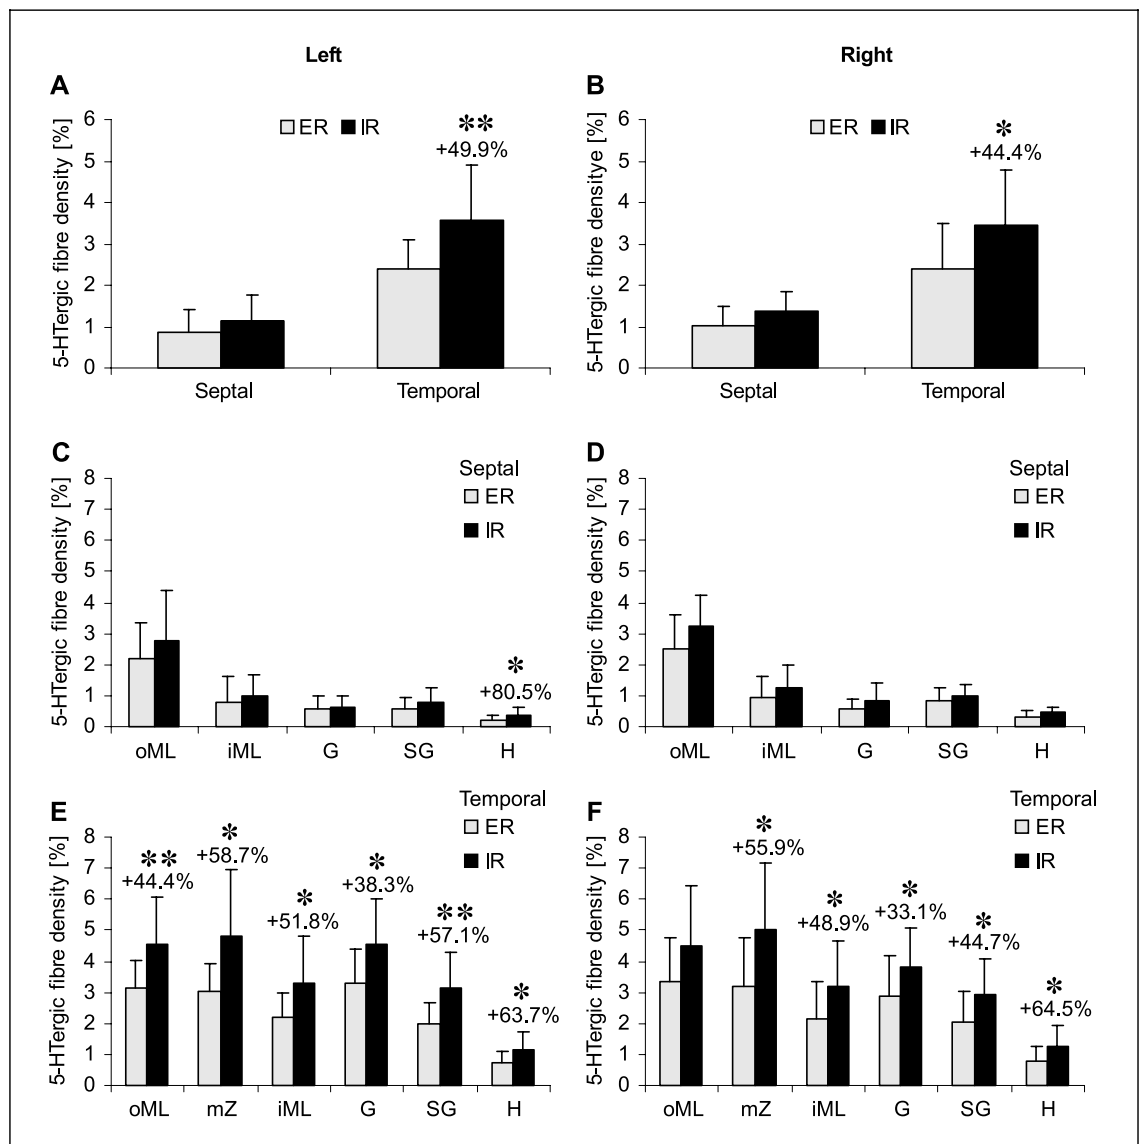 Left
Right
A
5-HTergic fibre density [%]
6
5
4
3
2
1
0
ER IR
**
+49.9%
Septal Temporal
B
5-HTergic fibre densitye [%]
6
5
4
3
2
1
0
ER IR
*
+44.4%
Septal Temporal
C
5-HTergic fibre density [%]
8
7
6
5
4
3
2
1
0
Septal
ER
IR
*
+80.5%
oML iML G SG H
D
5-HTergic fibre density [%]
8
7
6
5
4
3
2
1
0
Septal
ER
IR
oML iML G SG H
E
5-HTergic fibre density [%]
8
7
6
5
4
3
2
1
0
Temporal
ER
IR
**
+44.4%
*
+58.7%
*
+51.8%
*
+38.3%
**
+57.1%
*
+63.7%
oML mZ iML G SG H
F
5-HTergic fibre density [%]
8
7
6
5
4
3
2
1
0
Temporal
ER
IR
*
+55.9%
*
+48.9%
*
+33.1%
*
+44.7%
*
+64.5%
oML mZ iML G SG H